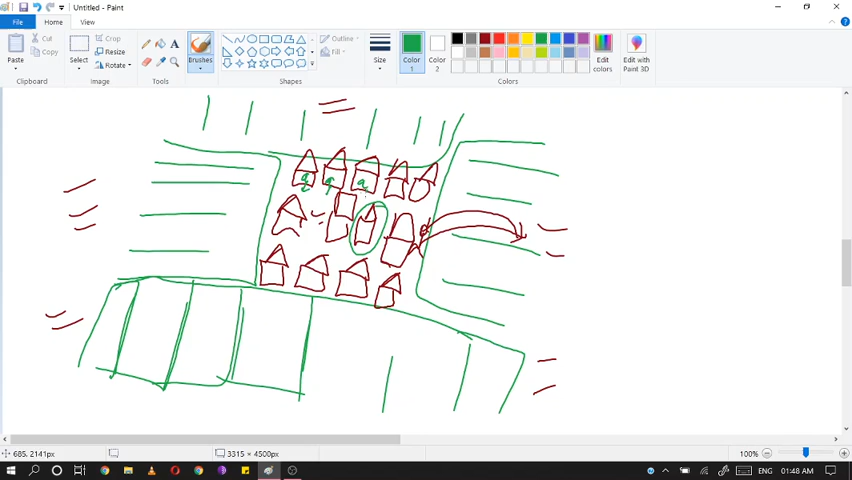 Untitled - Paint
File
Home
View
Paste
Cut
Copy
Clipboard
Select
Crop
Resize
Rotate
Image
Tools
Brushes
Shapes
Outline
Fill
Size
Color
1
Color
2
Colors
Edit
colors
Edit with
Paint 3D
685, 2141px
3315 × 4500px
100%
ENG
01:48 AM